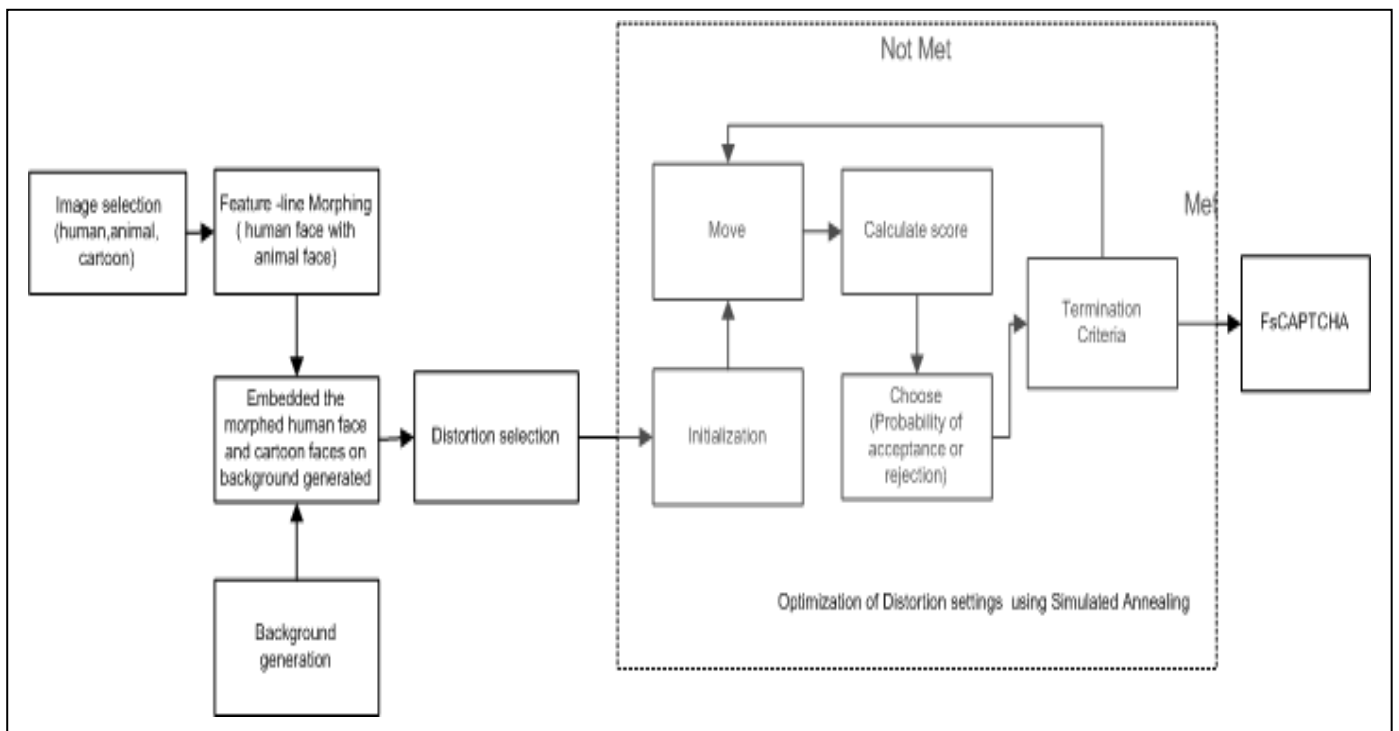 Not Met
Image selection
(human,animal,
cartoon)
Feature -line Morphing
( human face with
animal face)
Move
Calculate score
Met
Termination
Criteria
FsCAPTCHA
Embedded the
morphed human face
and cartoon faces on
background generated
Distortion selection
Initialization
Choose
(Probability of
acceptance or
rejection)
Optimization of Distortion settings using Simulated Annealing
Background
generation